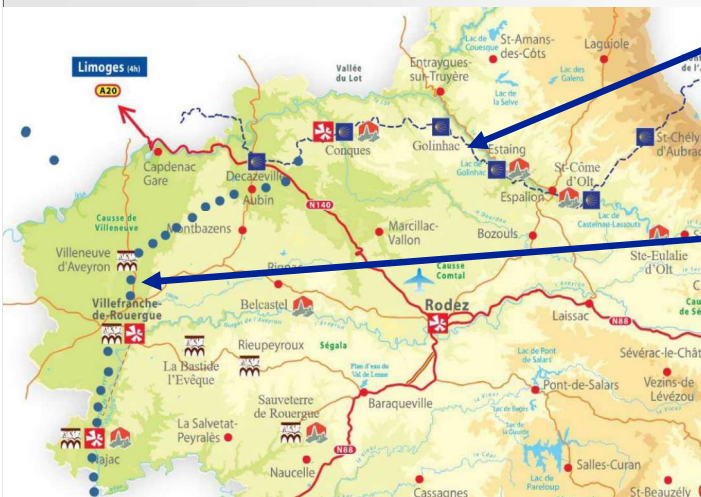 Limoges (4h)
A20
Vallée
du Lot
Lac de
Couesque
St-Amans-
des-Côts
Laguiole
Entraygues-
sur-Truyère
Lac des
Galens
Lac de
la Selve
Capdenac
Gare
Decazeville
Aubin
Conques
Golinhac
Estaing
Lac de
Golinhac
St-Chély
d'Aubrac
St-Côme
d'Olt
Espalion
Lac de
Castelnau-Lassouts
N140
Causse de
Villeneuve
Montbazens
Marcillac-
Vallon
Bozouls
Villeneuve
d'Aveyron
Causse
Comtal
Ste-Eulalie
d'Olt
Villefranche-
de-Rouergue
Belcastel
Rodez
Laissac
N88
Rieupeyroux
Ségala
La Bastide
l'Evêque
Plan d'eau du
Val de Lenne
Lac de Pont
de Salars
Sévérac-le-Chât
Pont-de-Salars
Vezins-de
Lévézou
Sauveterre
de Rouergue
Baraqueville
La Salvetat-
Peyralès
Najac
N88
Naucelle
Salles-Curan
Lac de
Pareloup
Cassagnes
St-Beauzély